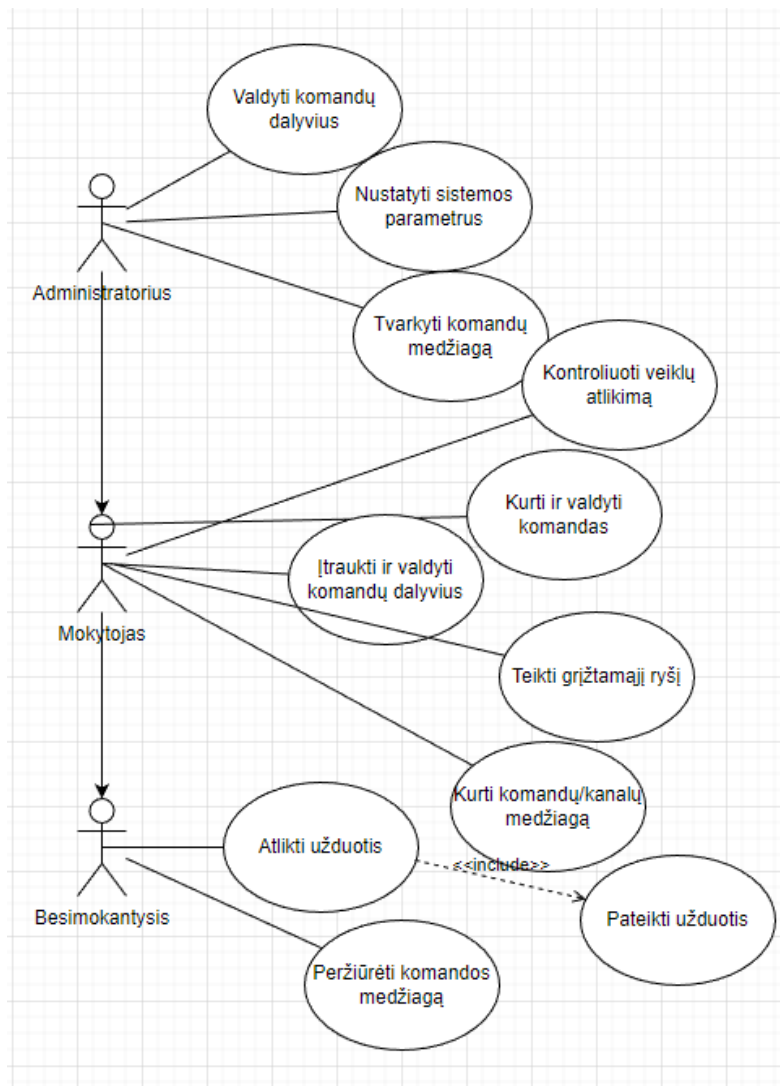 Valdyti komandų
dalyvius
Nustatyti sistemos
parametrus
Administratorius
Tvarkyti komandų
medžiagą
Kontroliuoti veiklų
atlikimą
Kurti ir valdyti
komandas
Įtraukti ir valdyti
komandų dalyvius
Mokytojas
Teikti grįžtamąjį ryšį
Kurti komandų/kanalų
medžiagą
Atlikti užduotis
<<include>>
Besimokantysis
Pateikti užduotis
Peržiūrėti komandos
medžiagą